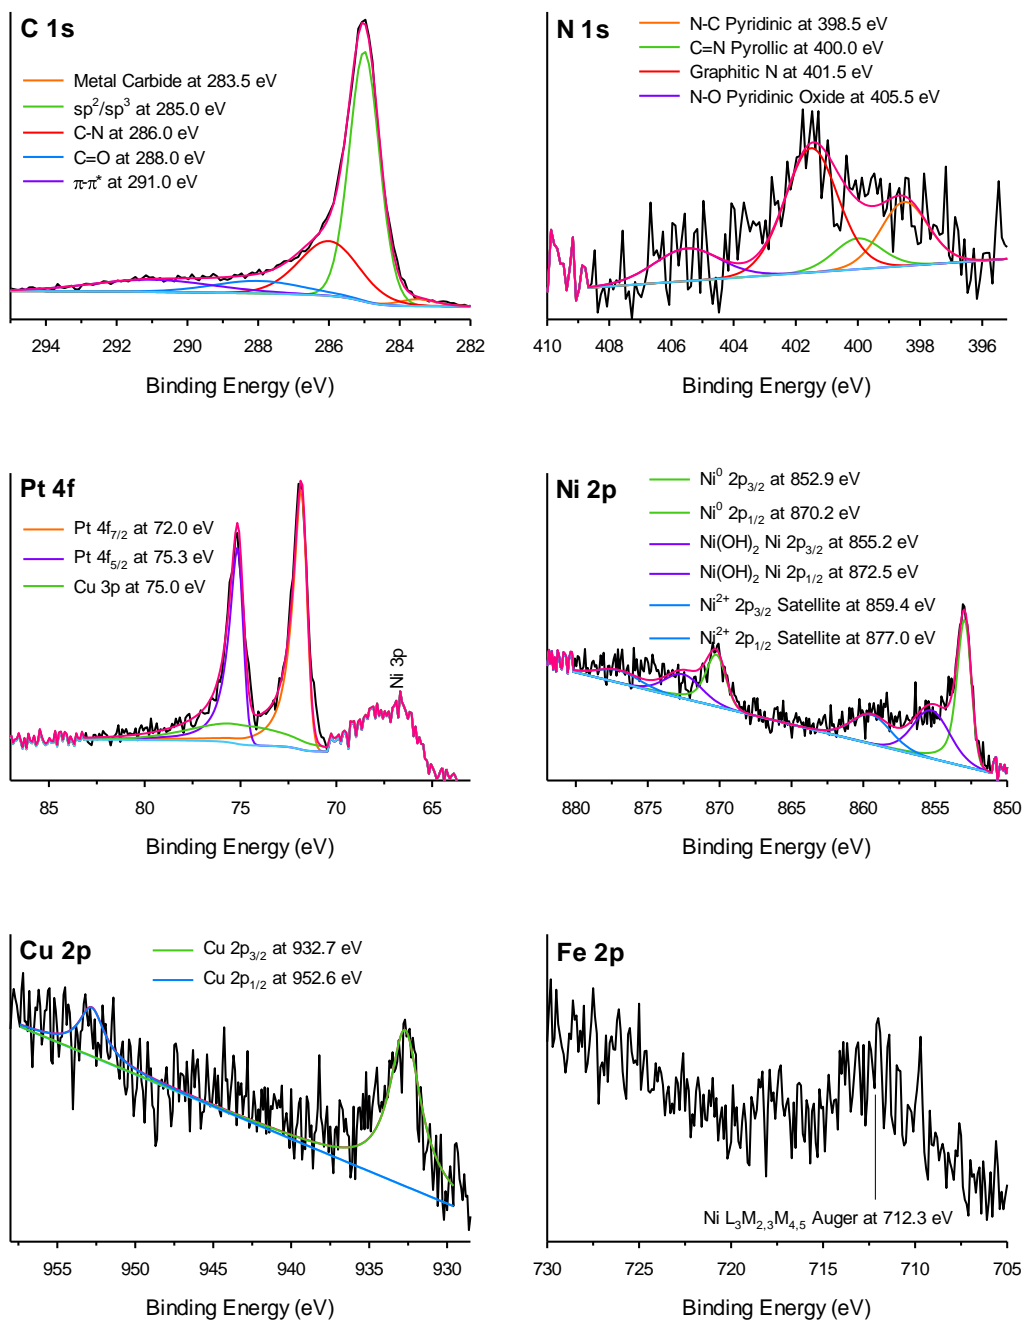 C 1s
Metal Carbide at 283.5 eV
sp²/sp³ at 285.0 eV
C-N at 286.0 eV
C=O at 288.0 eV
π-π* at 291.0 eV
294 292 290 288 286 284 282
Binding Energy (eV)
N 1s
N-C Pyridinic at 398.5 eV
C=N Pyrollic at 400.0 eV
Graphitic N at 401.5 eV
N-O Pyridinic Oxide at 405.5 eV
410 408 406 404 402 400 398 396
Binding Energy (eV)
Pt 4f
Pt 4f7/2 at 72.0 eV
Pt 4f5/2 at 75.3 eV
Cu 3p at 75.0 eV
Ni 3p
85 80 75 70 65
Binding Energy (eV)
Ni 2p
Ni⁰ 2p3/2 at 852.9 eV
Ni⁰ 2p1/2 at 870.2 eV
Ni(OH)2 Ni 2p3/2 at 855.2 eV
Ni(OH)2 Ni 2p1/2 at 872.5 eV
Ni²⁺ 2p3/2 Satellite at 859.4 eV
Ni²⁺ 2p1/2 Satellite at 877.0 eV
880 875 870 865 860 855 850
Binding Energy (eV)
Cu 2p
Cu 2p3/2 at 932.7 eV
Cu 2p1/2 at 952.6 eV
955 950 945 940 935 930
Binding Energy (eV)
Fe 2p
Ni L3M2,3M4,5 Auger at 712.3 eV
730 725 720 715 710 705
Binding Energy (eV)